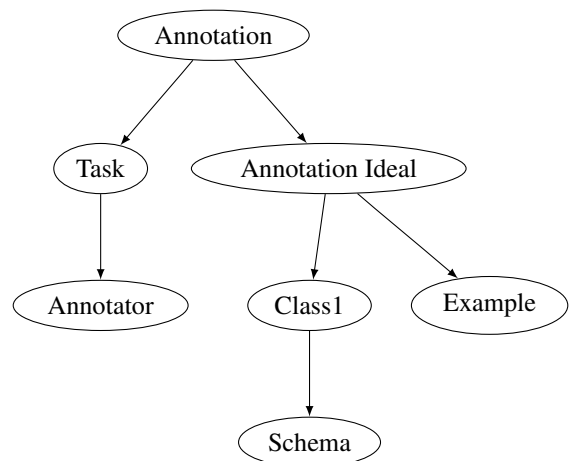 Annotation
Task
Annotation Ideal
Annotator
Class1
Example
Schema